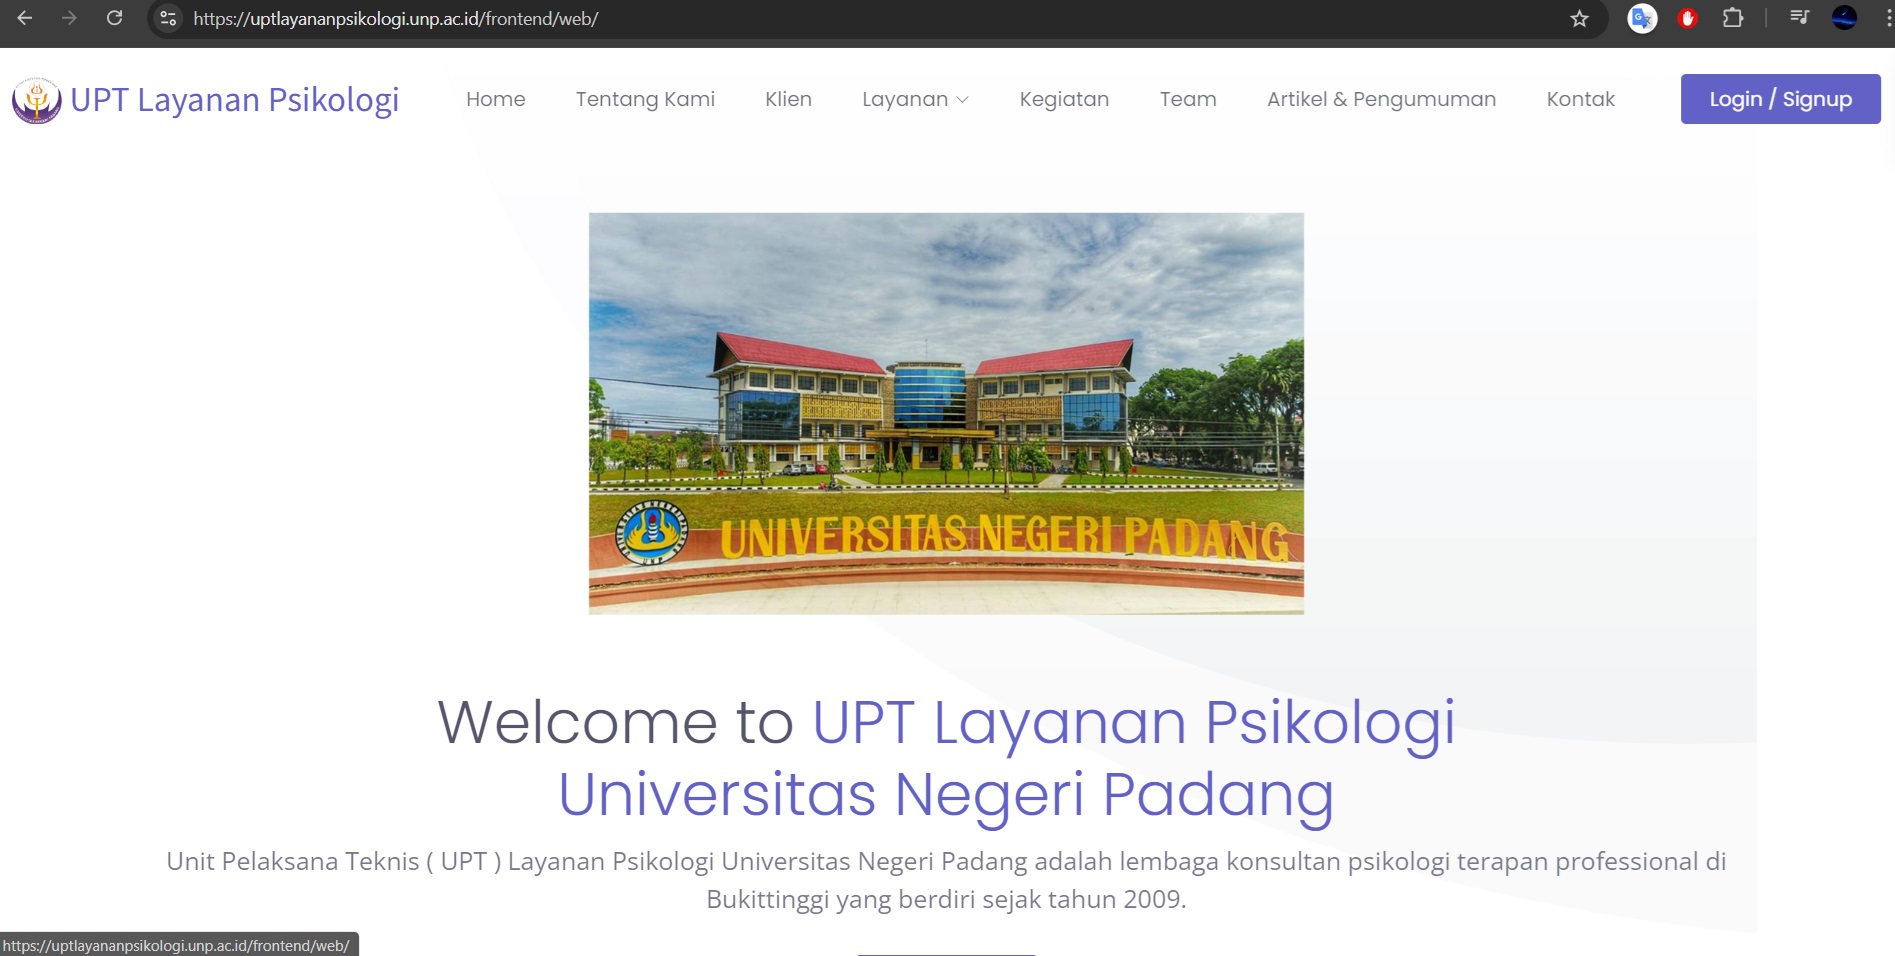 https://uptlayananpsikologi.unp.ac.id/frontend/web/
UPT Layanan Psikologi
Home
Tentang Kami
Klien
Layanan
Kegiatan
Team
Artikel & Pengumuman
Kontak
Login / Signup
UNIVERSITAS NEGERI PADANG
UNP
Welcome to UPT Layanan Psikologi
Universitas Negeri Padang
Unit Pelaksana Teknis ( UPT ) Layanan Psikologi Universitas Negeri Padang adalah lembaga konsultan psikologi terapan professional di
Bukittinggi yang berdiri sejak tahun 2009.
https://uptlayananpsikologi.unp.ac.id/frontend/web/